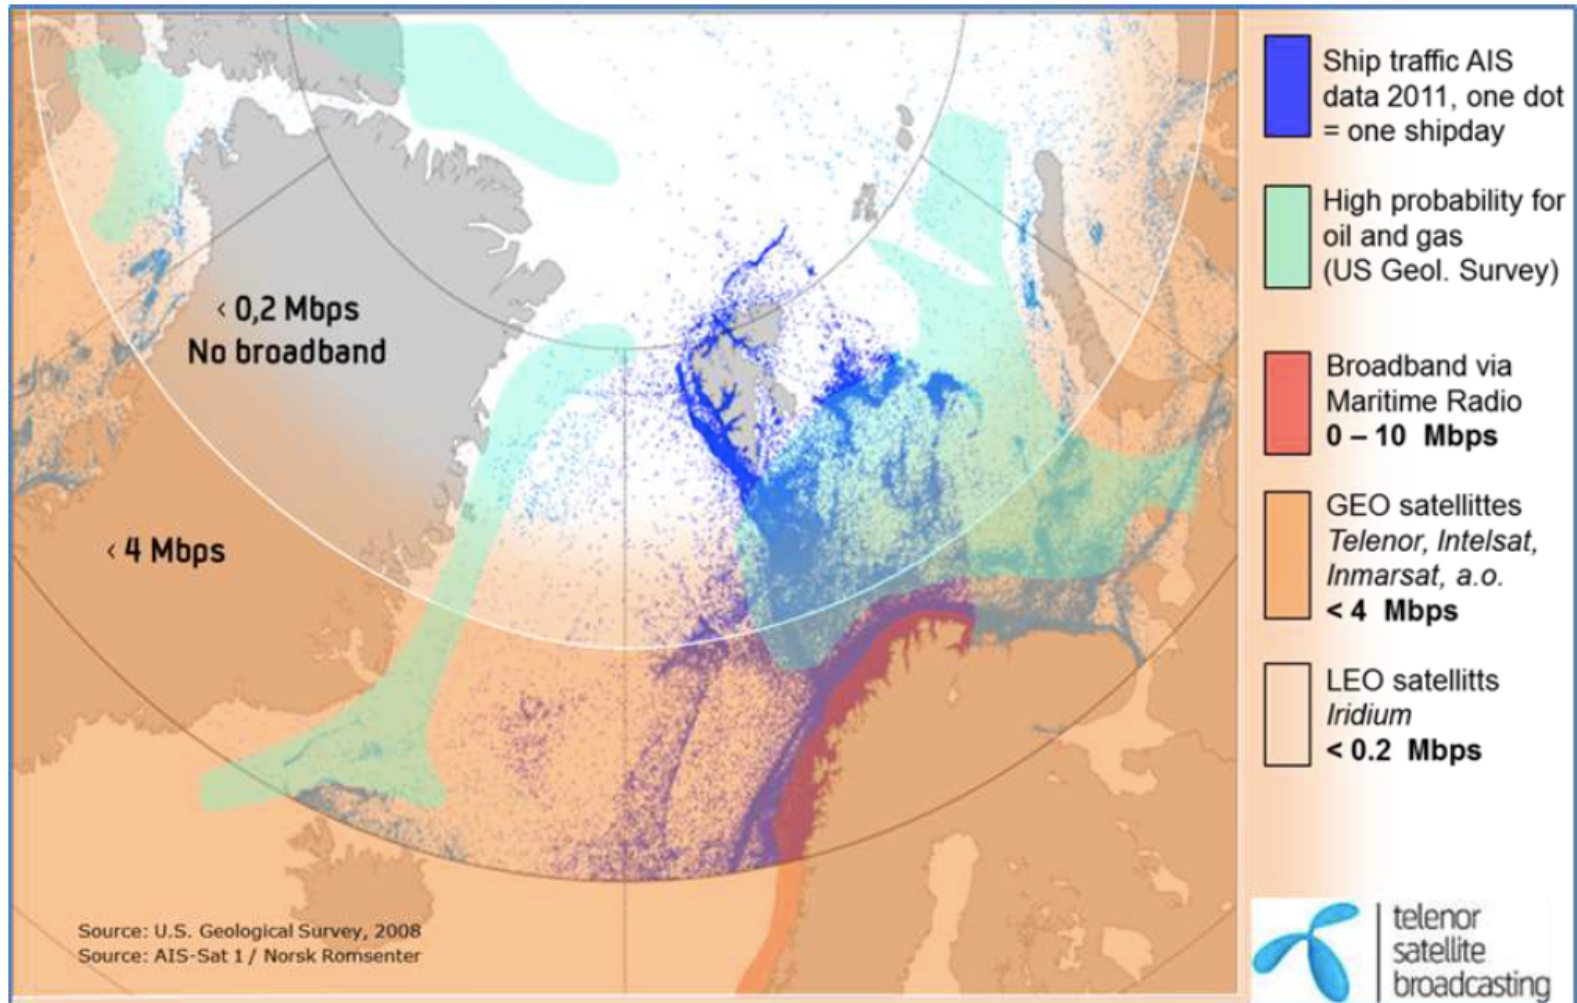 < 0,2 Mbps
No broadband
< 4 Mbps
Source: U.S. Geological Survey, 2008
Source: AIS-Sat 1 / Norsk Romsenter
Ship traffic AIS
data 2011, one dot
= one shipday
High probability for
oil and gas
(US Geol. Survey)
Broadband via
Maritime Radio
0 – 10 Mbps
GEO satellittes
Telenor, Intelsat,
Inmarsat, a.o.
< 4 Mbps
LEO satellitts
Iridium
< 0.2 Mbps
telenor
satellite
broadcasting